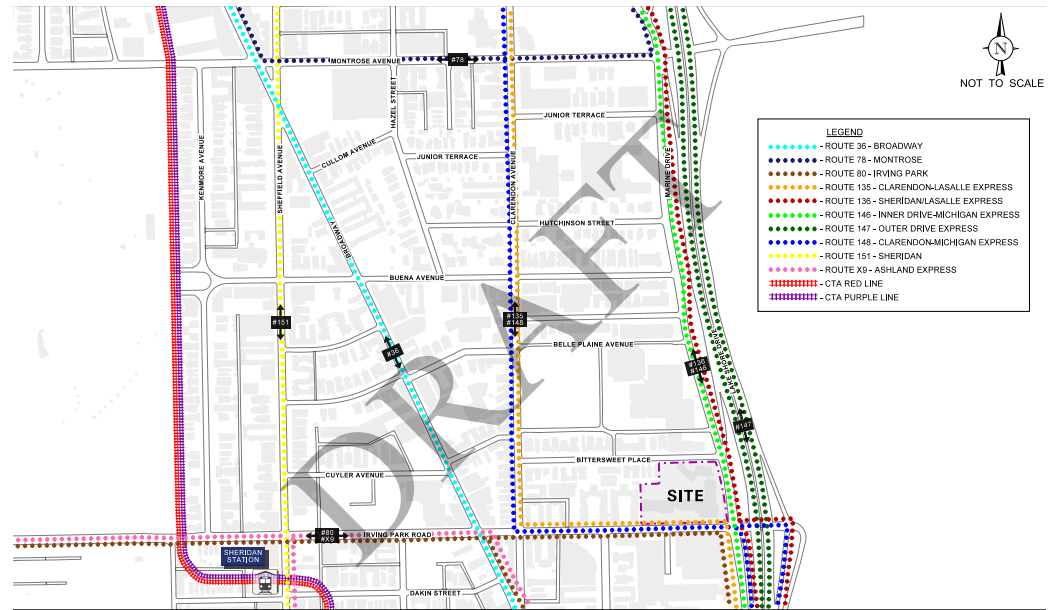 N
NOT TO SCALE
LEGEND
- ROUTE 36 - BROADWAY
- ROUTE 78 - MONTROSE
- ROUTE 80 - IRVING PARK
- ROUTE 135 - CLARENDON-LASALLE EXPRESS
- ROUTE 136 - SHERIDAN/LASALLE EXPRESS
- ROUTE 146 - INNER DRIVE-MICHIGAN EXPRESS
- ROUTE 147 - OUTER DRIVE EXPRESS
- ROUTE 148 - CLARENDON-MICHIGAN EXPRESS
- ROUTE 151 - SHERIDAN
- ROUTE X9 - ASHLAND EXPRESS
- CTA RED LINE
- CTA PURPLE LINE
MONTROSE AVENUE
#78
HAZEL STREET
JUNIOR TERRACE
KENMORE AVENUE
CULLOM AVENUE
JUNIOR TERRACE
SHEFFIELD AVENUE
CLARENDON AVENUE
MARINE DRIVE
HUTCHINSON STREET
BROADWAY
BUENA AVENUE
#151
#135
#148
#36
BELLE PLAINE AVENUE
#136
#146
LAKE SHORE DRIVE
#147
DRAFT
BITTERSWEET PLACE
CUYLER AVENUE
SITE
#80
#X9
IRVING PARK ROAD
SHERIDAN
STATION
DAKIN STREET